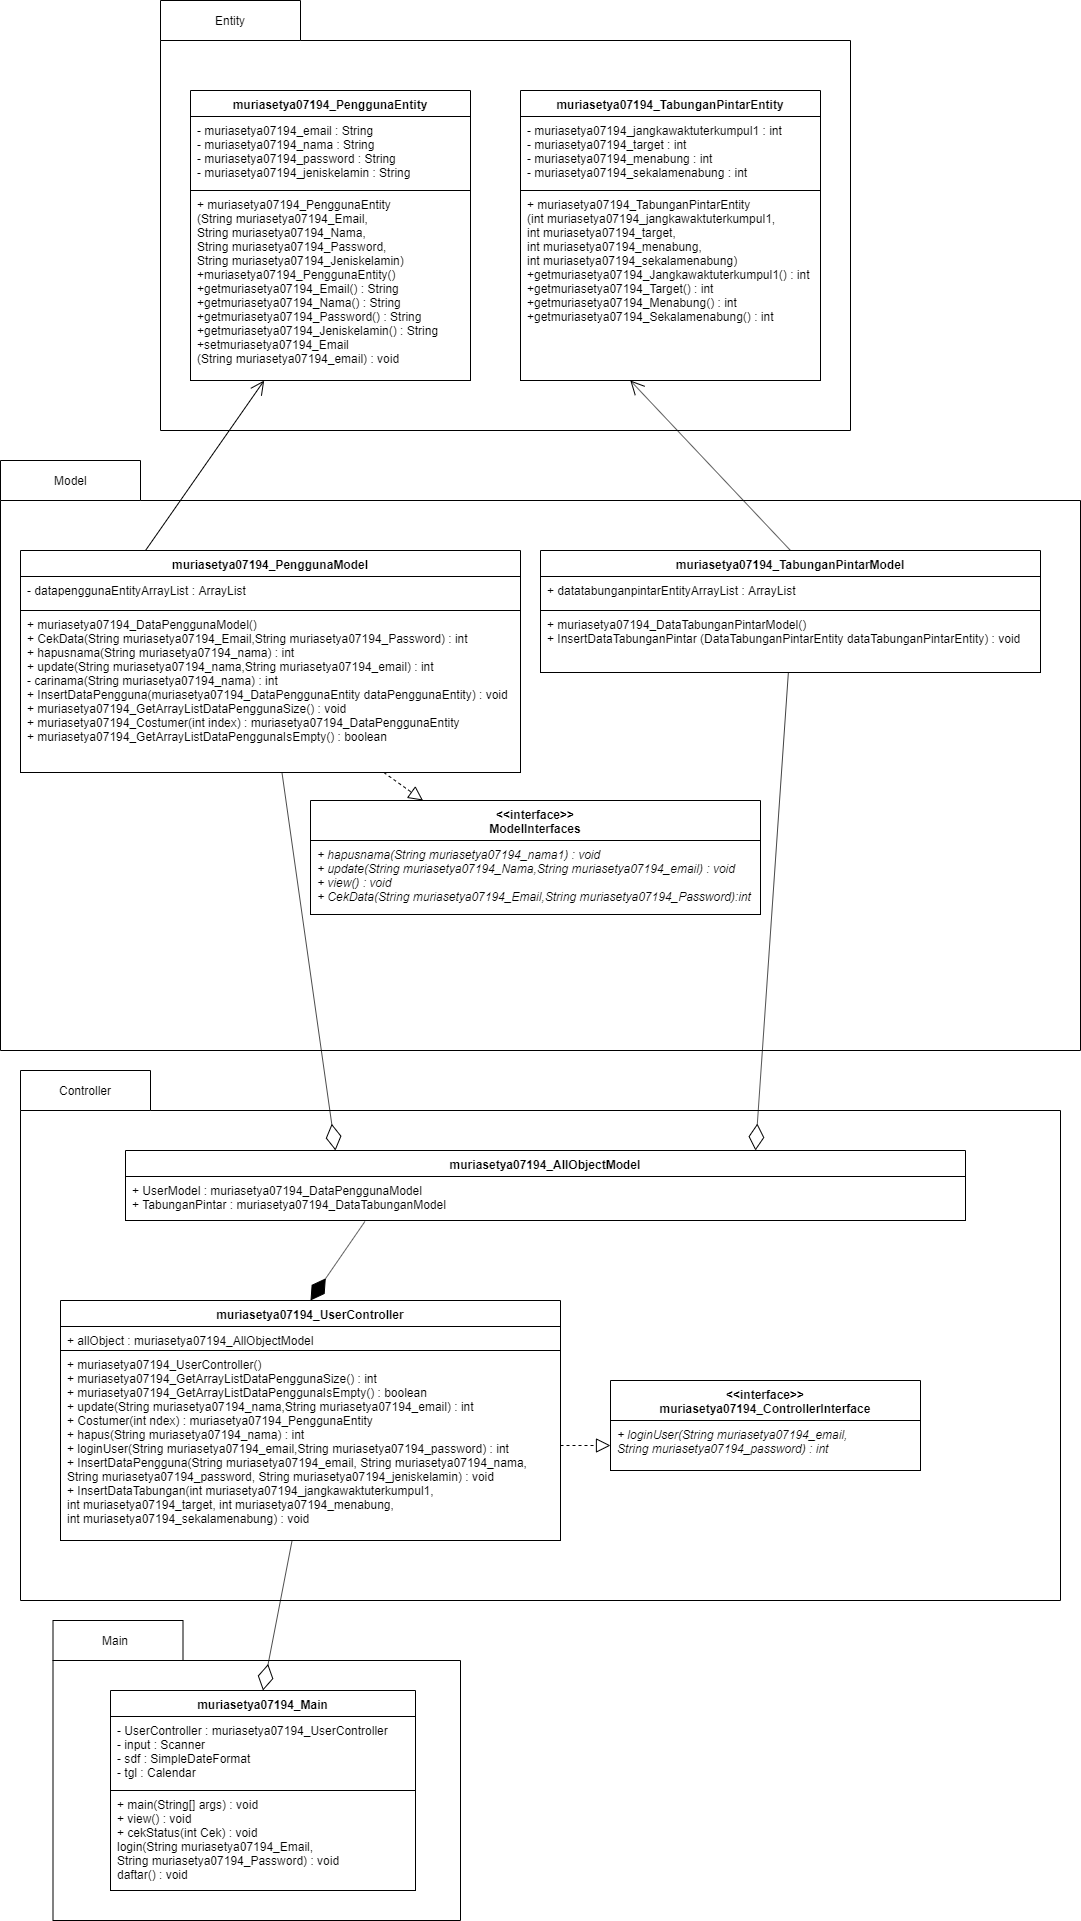 Entity
muriasetya07194_PenggunaEntity
- muriasetya07194_email : String
- muriasetya07194_nama : String
- muriasetya07194_password : String
- muriasetya07194_jeniskelamin : String
+ muriasetya07194_PenggunaEntity
(String muriasetya07194_Email,
String muriasetya07194_Nama,
String muriasetya07194_Password,
String muriasetya07194_Jeniskelamin)
+muriasetya07194_PenggunaEntity()
+getmuriasetya07194_Email() : String
+getmuriasetya07194_Nama() : String
+getmuriasetya07194_Password() : String
+getmuriasetya07194_Jeniskelamin() : String
+setmuriasetya07194_Email
(String muriasetya07194_email) : void
muriasetya07194_TabunganPintarEntity
- muriasetya07194_jangkawaktuterkumpul1 : int
- muriasetya07194_target : int
- muriasetya07194_menabung : int
- muriasetya07194_sekalamenabung : int
+ muriasetya07194_TabunganPintarEntity
(int muriasetya07194_jangkawaktuterkumpul1,
int muriasetya07194_target,
int muriasetya07194_menabung,
int muriasetya07194_sekalamenabung)
+getmuriasetya07194_Jangkawaktuterkumpul1() : int
+getmuriasetya07194_Target() : int
+getmuriasetya07194_Menabung() : int
+getmuriasetya07194_Sekalamenabung() : int
Model
muriasetya07194_PenggunaModel
- datapenggunaEntityArrayList : ArrayList
+ muriasetya07194_DataPenggunaModel()
+ CekData(String muriasetya07194_Email,String muriasetya07194_Password) : int
+ hapusnama(String muriasetya07194_nama) : int
+ update(String muriasetya07194_nama,String muriasetya07194_email) : int
- carinama(String muriasetya07194_nama) : int
+ InsertDataPengguna(muriasetya07194_DataPenggunaEntity dataPenggunaEntity) : void
+ muriasetya07194_GetArrayListDataPenggunaSize() : void
+ muriasetya07194_Costumer(int index) : muriasetya07194_DataPenggunaEntity
+ muriasetya07194_GetArrayListDataPenggunaIsEmpty() : boolean
muriasetya07194_TabunganPintarModel
+ datatabunganpintarEntityArrayList : ArrayList
+ muriasetya07194_DataTabunganPintarModel()
+ InsertDataTabunganPintar (DataTabunganPintarEntity dataTabunganPintarEntity) : void
<<interface>>
ModelInterfaces
+ hapusnama(String muriasetya07194_nama1) : void
+ update(String muriasetya07194_Nama,String muriasetya07194_email) : void
+ view() : void
+ CekData(String muriasetya07194_Email,String muriasetya07194_Password):int
Controller
muriasetya07194_AllObjectModel
+ UserModel : muriasetya07194_DataPenggunaModel
+ TabunganPintar : muriasetya07194_DataTabunganModel
muriasetya07194_UserController
+ allObject : muriasetya07194_AllObjectModel
+ muriasetya07194_UserController()
+ muriasetya07194_GetArrayListDataPenggunaSize() : int
+ muriasetya07194_GetArrayListDataPenggunaIsEmpty() : boolean
+ update(String muriasetya07194_nama,String muriasetya07194_email) : int
+ Costumer(int ndex) : muriasetya07194_PenggunaEntity
+ hapus(String muriasetya07194_nama) : int
+ loginUser(String muriasetya07194_email,String muriasetya07194_password) : int
+ InsertDataPengguna(String muriasetya07194_email, String muriasetya07194_nama,
String muriasetya07194_password, String muriasetya07194_jeniskelamin) : void
+ InsertDataTabungan(int muriasetya07194_jangkawaktuterkumpul1,
int muriasetya07194_target, int muriasetya07194_menabung,
int muriasetya07194_sekalamenabung) : void
<<interface>>
muriasetya07194_ControllerInterface
+ loginUser(String muriasetya07194_email,
String muriasetya07194_password) : int
Main
muriasetya07194_Main
- UserController : muriasetya07194_UserController
- input : Scanner
- sdf : SimpleDateFormat
- tgl : Calendar
+ main(String[] args) : void
+ view() : void
+ cekStatus(int Cek) : void
login(String muriasetya07194_Email,
String muriasetya07194_Password) : void
daftar() : void